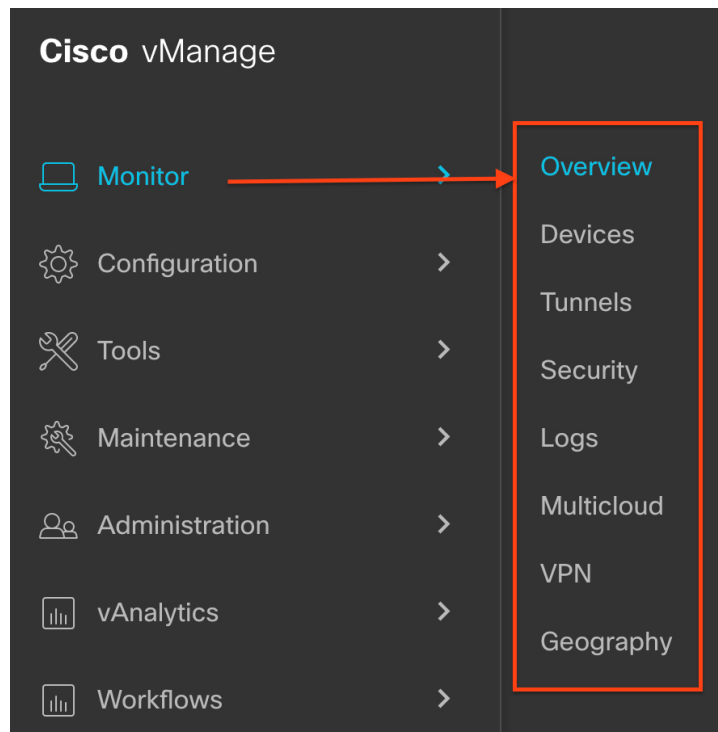 Cisco vManage
Monitor
Configuration
Tools
Maintenance
Administration
vAnalytics
Workflows
Overview
Devices
Tunnels
Security
Logs
Multicloud
VPN
Geography